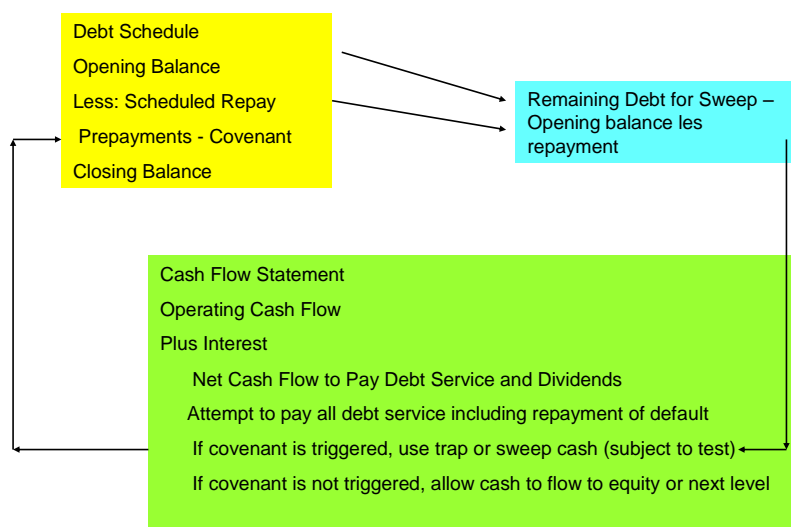 Debt Schedule
Opening Balance
Less: Scheduled Repay
Prepayments - Covenant
Closing Balance
Remaining Debt for Sweep –
Opening balance les
repayment
Cash Flow Statement
Operating Cash Flow
Plus Interest
Net Cash Flow to Pay Debt Service and Dividends
Attempt to pay all debt service including repayment of default
If covenant is triggered, use trap or sweep cash (subject to test)
If covenant is not triggered, allow cash to flow to equity or next level